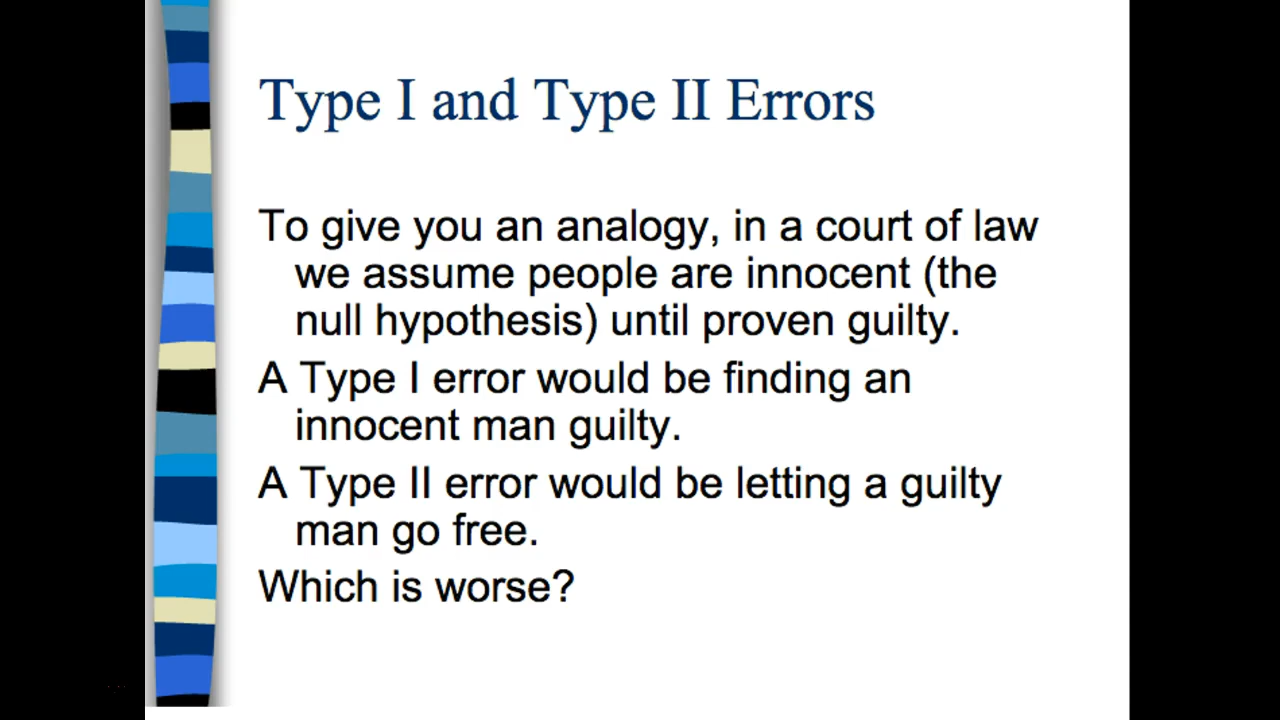 Type I and Type II Errors
To give you an analogy, in a court of law
we assume people are innocent (the
null hypothesis) until proven guilty.
A Type I error would be finding an
innocent man guilty.
A Type II error would be letting a guilty
man go free.
Which is worse?